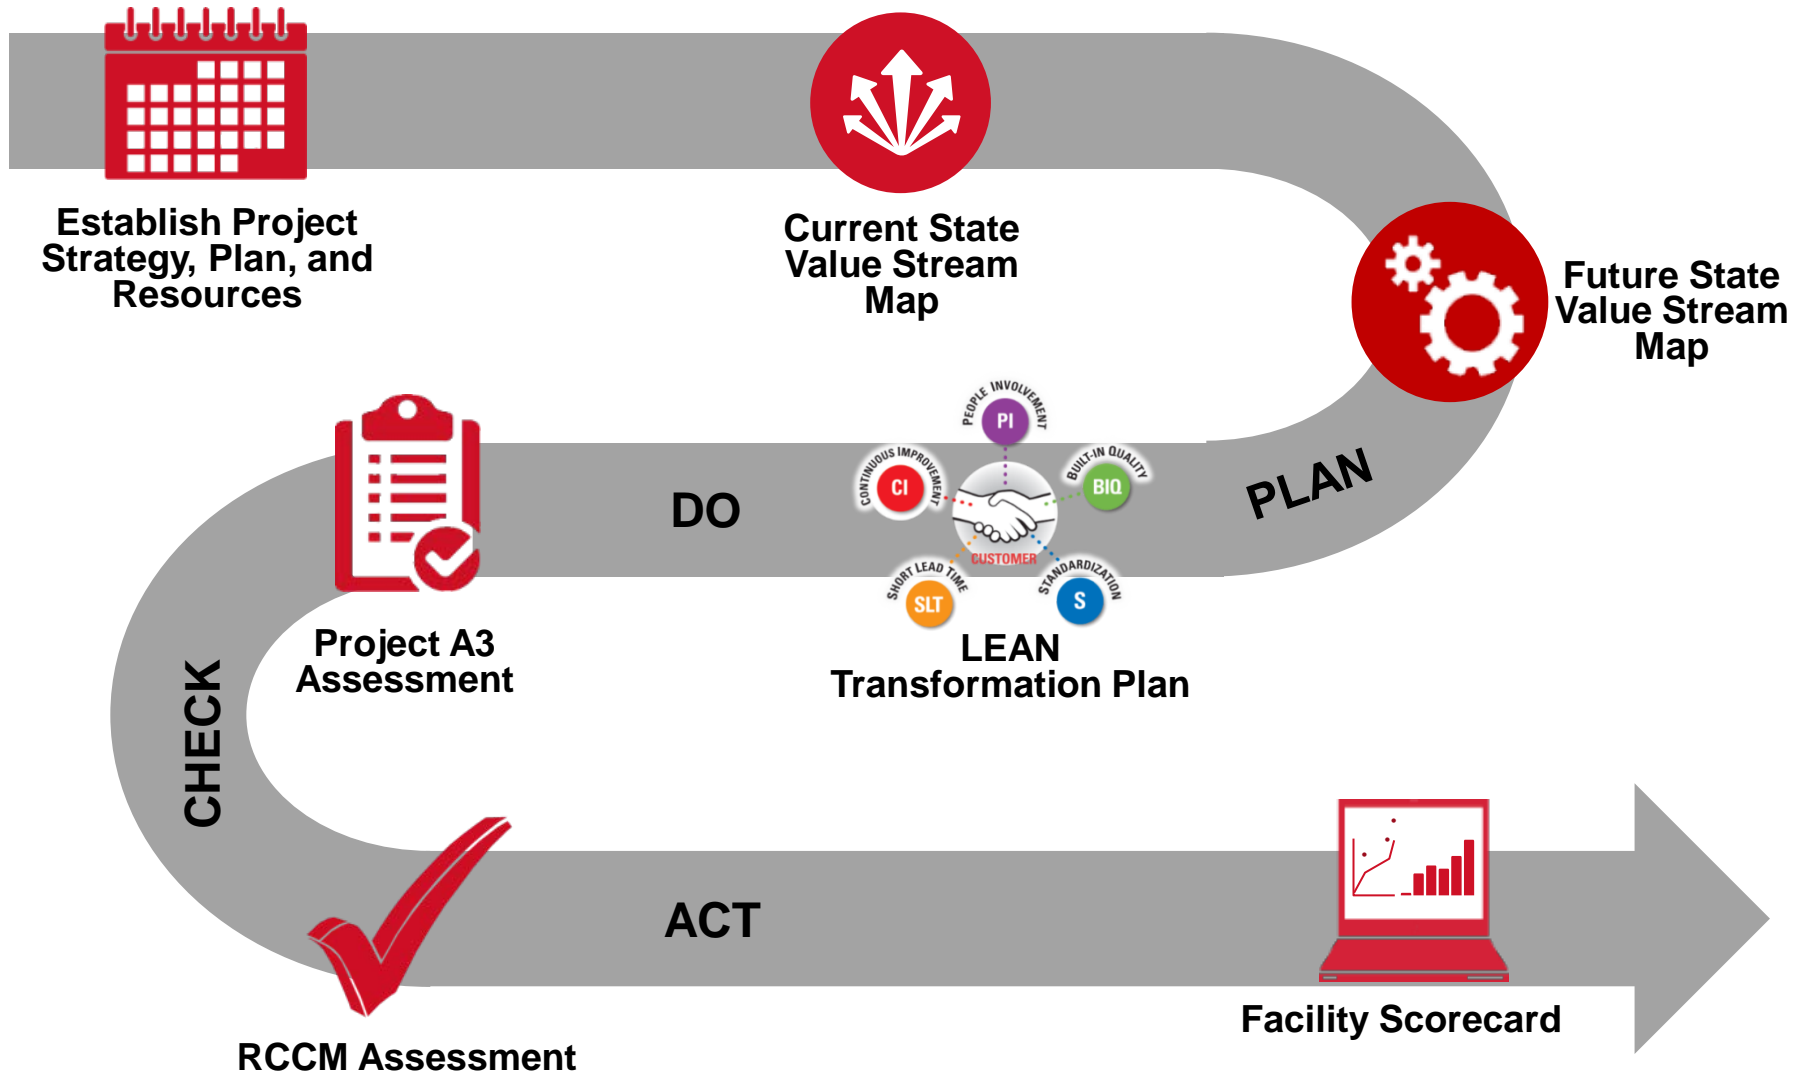 Establish Project
Strategy, Plan, and
Resources
Current State
Value Stream
Map
Future State
Value Stream
Map
PLAN
PEOPLE INVOLVEMENT
PI
CONTINUOUS IMPROVEMENT
CI
BUILT-IN QUALITY
BIQ
CUSTOMER
SHORT LEAD TIME
SLT
STANDARDIZATION
S
LEAN
Transformation Plan
DO
Project A3
Assessment
CHECK
RCCM Assessment
ACT
Facility Scorecard